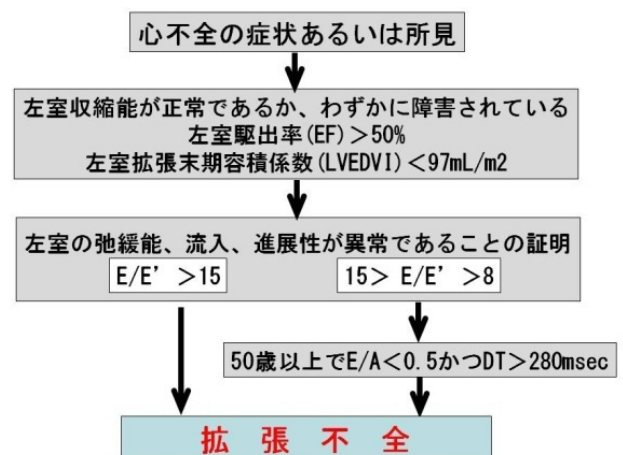 心不全の症状あるいは所見
左室収縮能が正常であるか、わずかに障害されている
左室駆出率(EF)＞50%
左室拡張末期容積係数(LVEDVI)＜97mL/m2
左室の弛緩能、流入、進展性が異常であることの証明
E/E’ ＞15
15＞ E/E’ ＞8
50歳以上でE/A＜0.5かつDT＞280msec
拡 張 不 全